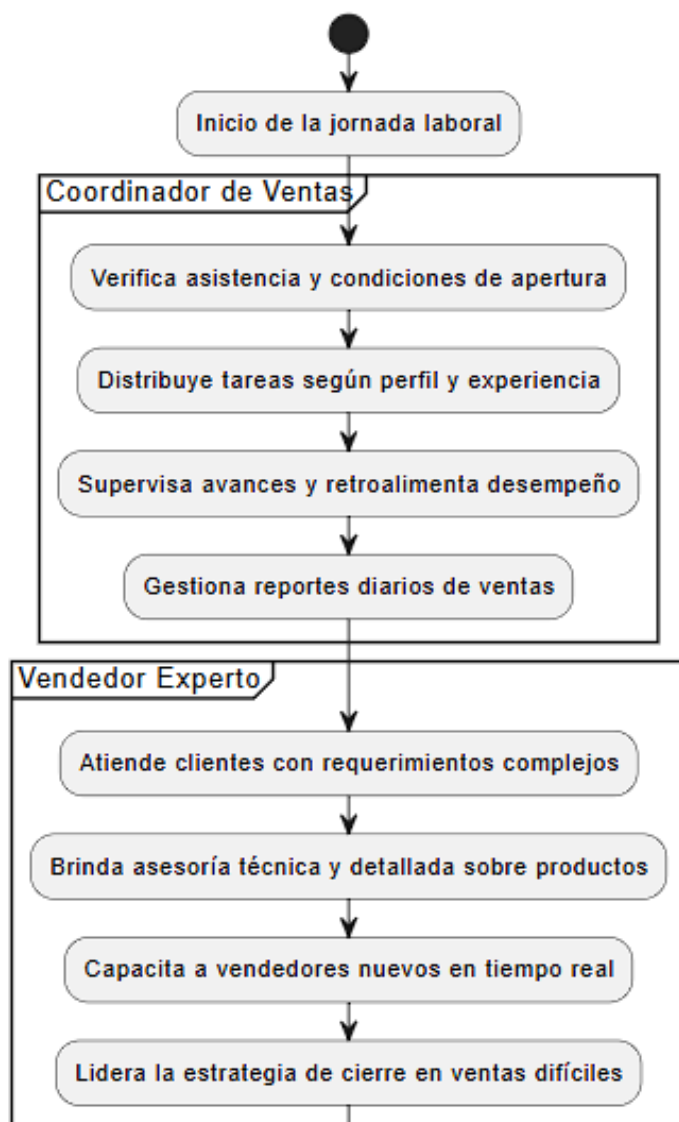 Inicio de la jornada laboral
Coordinador de Ventas
Verifica asistencia y condiciones de apertura
Distribuye tareas según perfil y experiencia
Supervisa avances y retroalimenta desempeño
Gestiona reportes diarios de ventas
Vendedor Experto
Atiende clientes con requerimientos complejos
Brinda asesoría técnica y detallada sobre productos
Capacita a vendedores nuevos en tiempo real
Lidera la estrategia de cierre en ventas difíciles